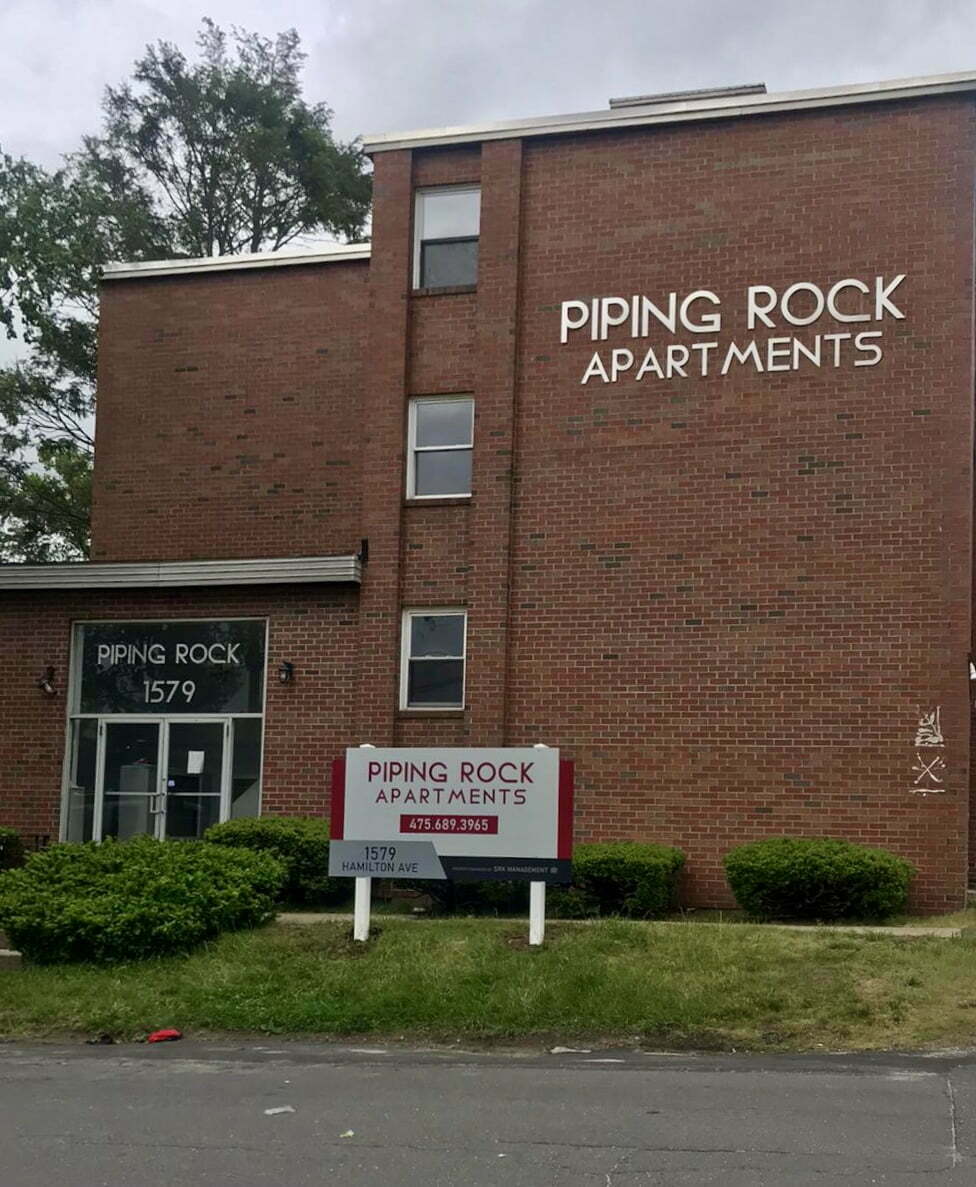 PIPING ROCK
APARTMENTS
PIPING ROCK
1579
PIPING ROCK
APARTMENTS
475.689.3965
1579
HAMILTON AVE
SRK MANAGEMENT